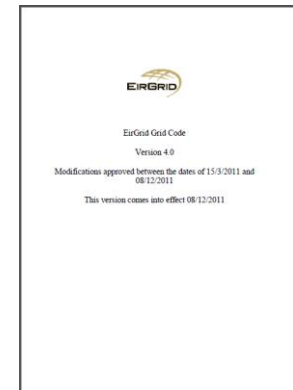 EIRGRID
EirGrid Grid Code
Version 4.0
Modifications approved between the dates of 15/3/2011 and
08/12/2011
This version comes into effect 08/12/2011